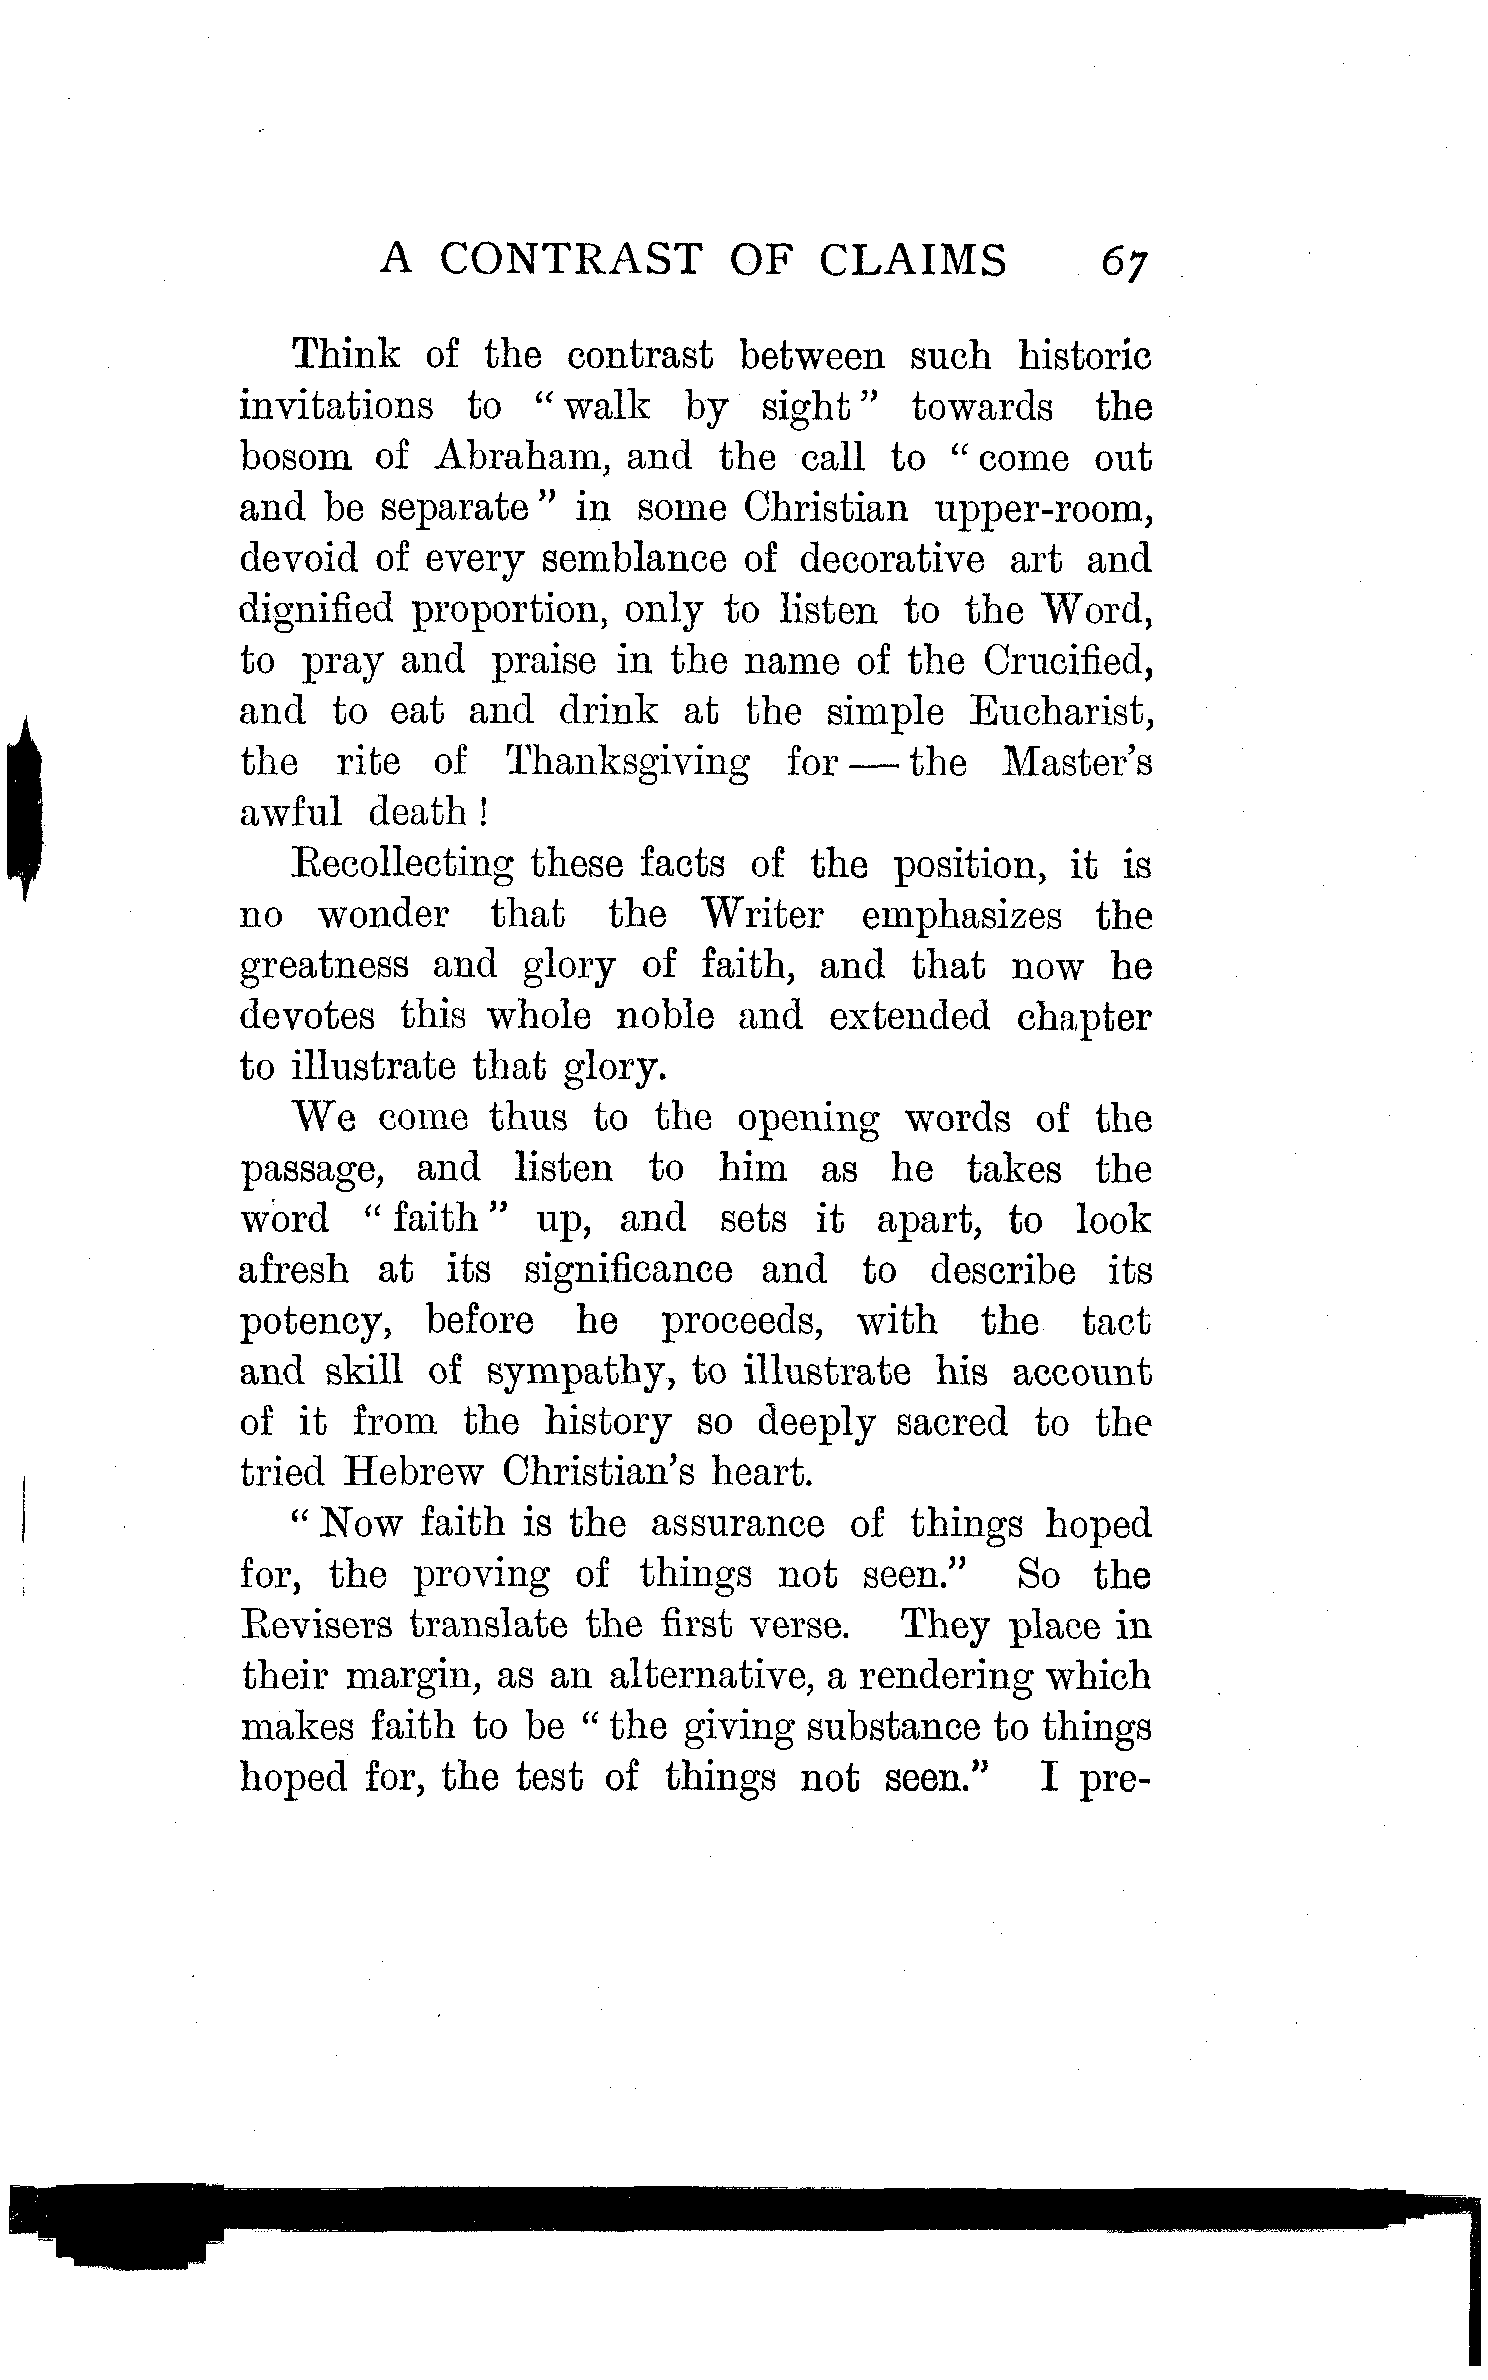 A CONTRAST OF CLAIMS 67
Think of the contrast between such historic
invitations to " walk by sight " towards the
bosom of Abraham, and the call to " come out
and be separate " in some Christian upper-room,
devoid of every semblance of decorative art and
dignified proportion, only to listen to the Word,
to pray and praise in the name of the Crucified,
and to eat and drink at the simple Eucharist,
the rite of Thanksgiving for — the Master's
awful death !
Recollecting these facts of the position, it is
no wonder that the Writer emphasizes the
greatness and glory of faith, and that now he
devotes this whole noble and extended chapter
to illustrate that glory.
We come thus to the opening words of the
passage, and listen to him as he takes the
word " faith " up, and sets it apart, to look
afresh at its significance and to describe its
potency, before he proceeds, with the tact
and skill of sympathy, to illustrate his account
of it from the history so deeply sacred to the
tried Hebrew Christian's heart.
" Now faith is the assurance of things hoped
for, the proving of things not seen." So the
Revisers translate the first verse. They place in
their margin, as an alternative, a rendering which
makes faith to be " the giving substance to things
hoped for, the test of things not seen." I pre-